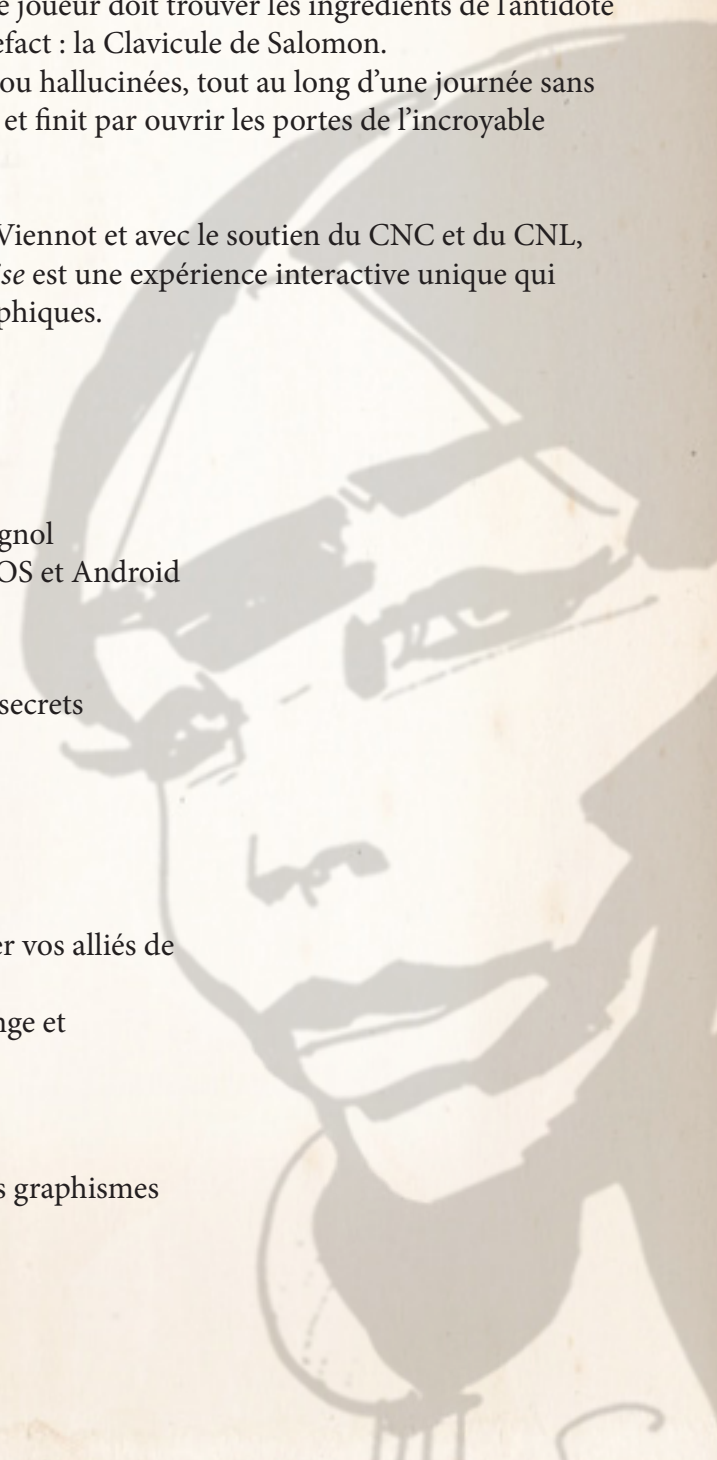 e joueur doit trouver les ingrédients de l'antidote
efact : la Clavicule de Salomon.
ou hallucinées, tout au long d'une journée sans
et finit par ouvrir les portes de l'incroyable
Viennot et avec le soutien du CNC et du CNL,
ise est une expérience interactive unique qui
phiques.
gnol
OS et Android
secrets
er vos alliés de
nge et
s graphismes